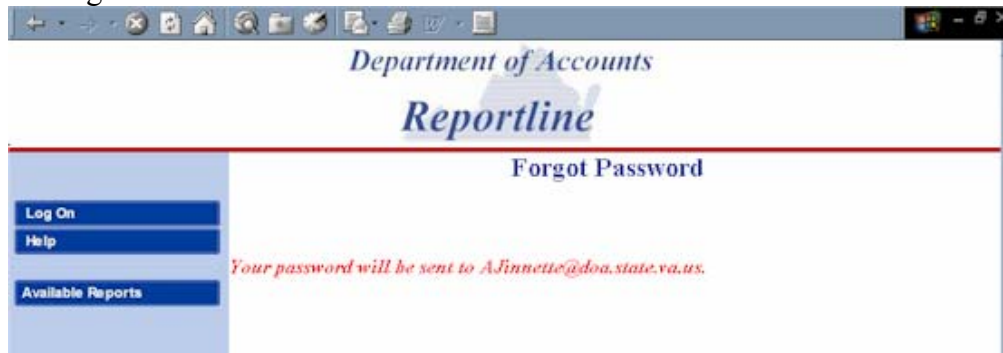 Department of Accounts
Reportline
Forgot Password
Log On
Help
Your password will be sent to AJinnette@doa.state.va.us.
Available Reports